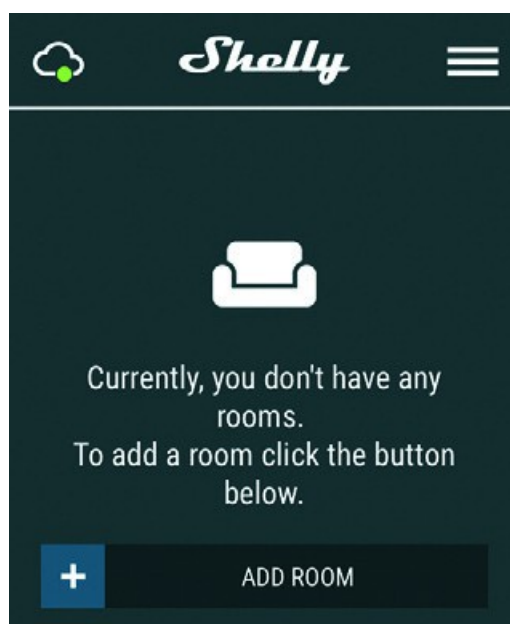 Shelly
Currently, you don't have any
rooms.
To add a room click the button
below.
+ ADD ROOM